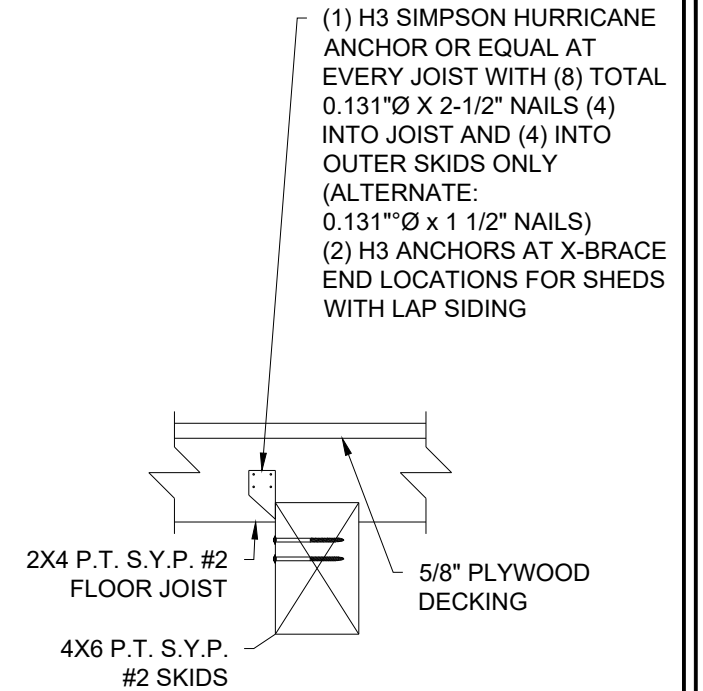 (1) H3 SIMPSON HURRICANE
ANCHOR OR EQUAL AT
EVERY JOIST WITH (8) TOTAL
0.131"Ø X 2-1/2" NAILS (4)
INTO JOIST AND (4) INTO
OUTER SKIDS ONLY
(ALTERNATE:
0.131"°Ø x 1 1/2" NAILS)
(2) H3 ANCHORS AT X-BRACE
END LOCATIONS FOR SHEDS
WITH LAP SIDING
2X4 P.T. S.Y.P. #2
FLOOR JOIST
5/8" PLYWOOD
DECKING
4X6 P.T. S.Y.P.
#2 SKIDS